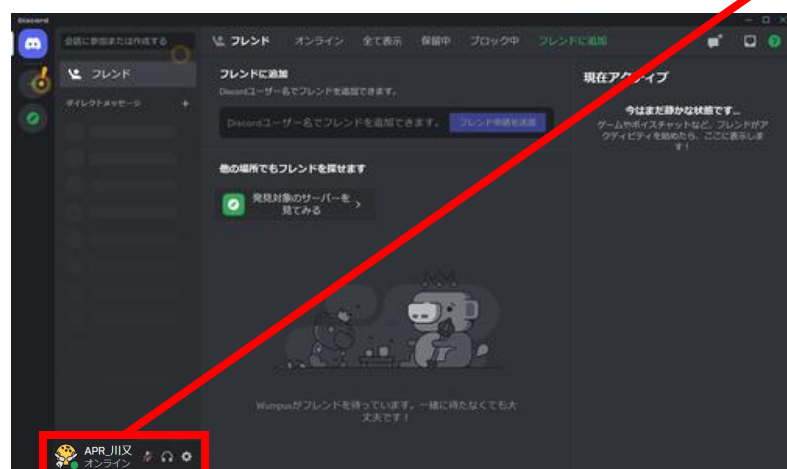 Discord
会話に参加または作成する
フレンド
オンライン
全て表示
保留中
ブロック中
フレンドに追加
フレンド
ダイレクトメッセージ
フレンドに追加
Discordユーザー名でフレンドを追加できます。
Discordユーザー名でフレンドを追加できます。
フレンド申請を送信
他の場所でもフレンドを探せます
発見対象のサーバーを
見てみる
Wumpusがフレンドを待っています。一緒に待たなくても大
丈夫です！
現在アクティブ
今はまだ静かな状態です...
ゲームやボイスチャットなど、フレンドがア
クティビティを始めたら、ここに表示しま
す！
APR_川又
オンライン